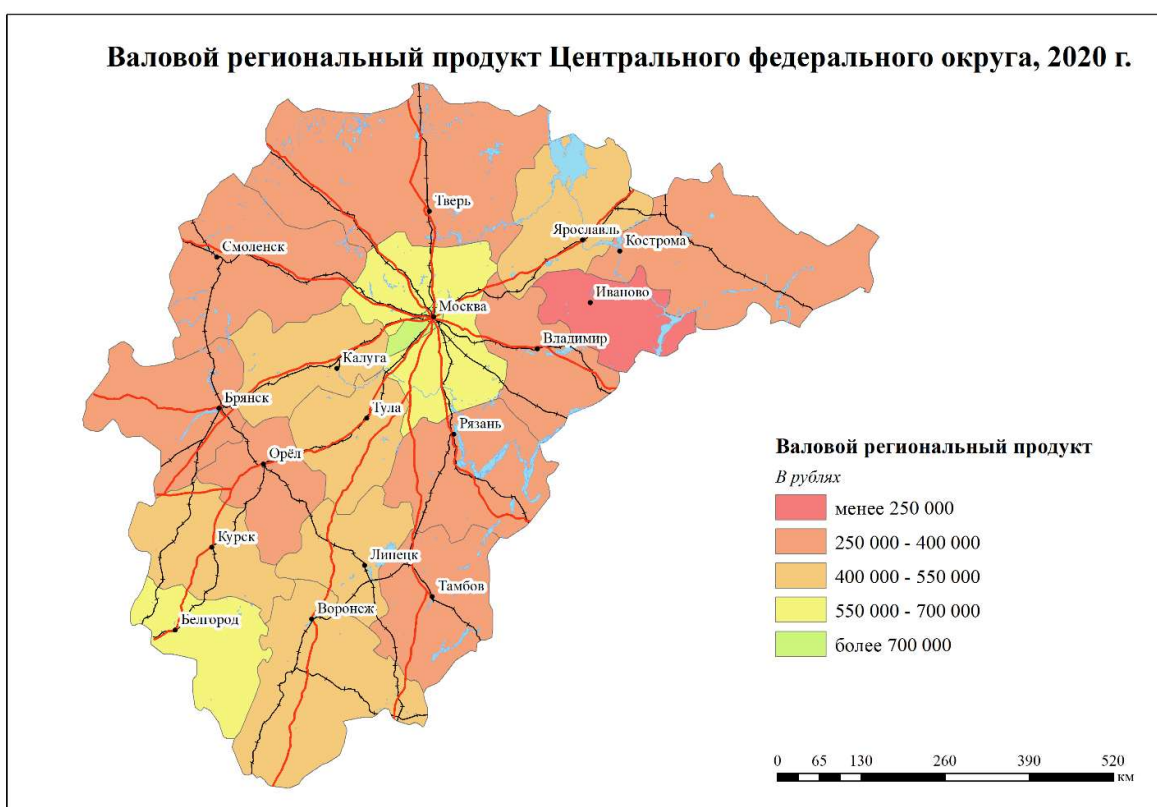 Валовой региональный продукт Центрального федерального округа, 2020 г.
Тверь
Ярославль
Кострома
Смоленск
Иваново
Москва
Владимир
Калуга
Брянск
Тула
Рязань
Орёл
Курск
Липецк
Тамбов
Воронеж
Белгород
Валовой региональный продукт
В рублях
менее 250 000
250 000 - 400 000
400 000 - 550 000
550 000 - 700 000
более 700 000
0 65 130 260 390 520
км